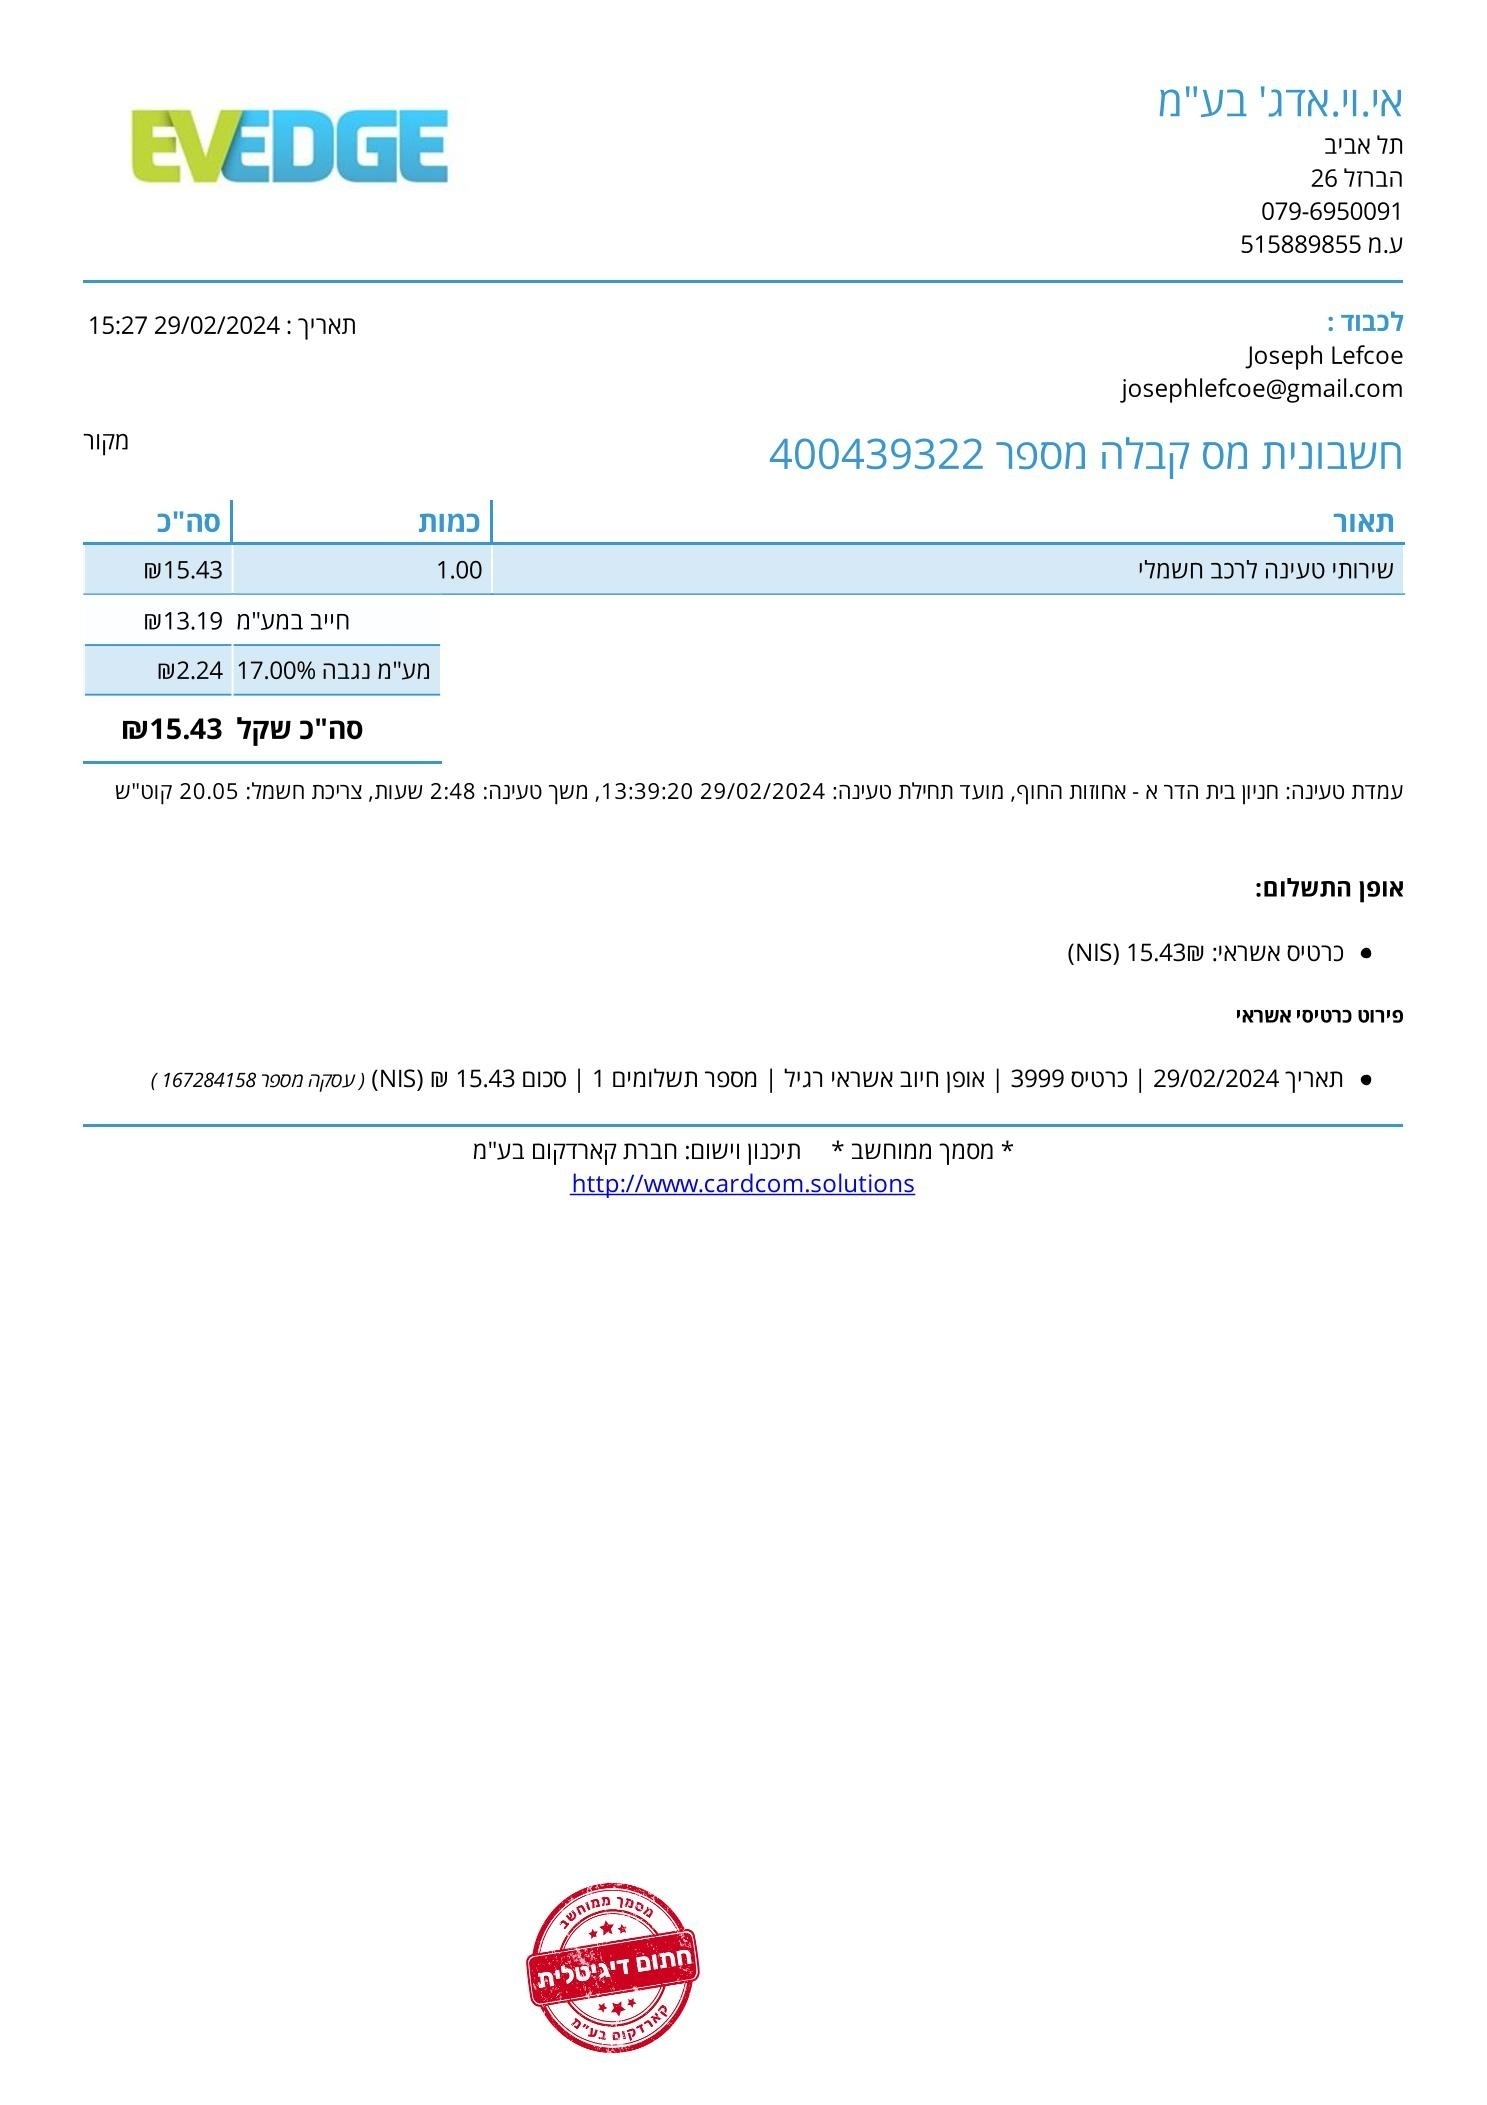 EVEDGE
אי.וי.אדג' בע"מ
תל אביב
הברזל 26
079-6950091
ע.מ 515889855
לכבוד :
תאריך : 29/02/2024 15:27
Joseph Lefcoe
josephlefcoe@gmail.com
חשבונית מס קבלה מספר 400439322
מקור
תאור כמות סה"כ
שירותי טעינה לרכב חשמלי 1.00 ₪15.43
חייב במע"מ ₪13.19
מע"מ נגבה 17.00% ₪2.24
סה"כ שקל ₪15.43
עמדת טעינה: חניון בית הדר א - אחוזות החוף, מועד תחילת טעינה: 29/02/2024 13:39:20, משך טעינה: 2:48 שעות, צריכת חשמל: 20.05 קוט"ש
אופן התשלום:
• כרטיס אשראי: ₪15.43 (NIS)
פירוט כרטיסי אשראי
• תאריך 29/02/2024 | כרטיס 3999 | אופן חיוב אשראי רגיל | מספר תשלומים 1 | סכום 15.43 ₪ (NIS) ( עסקה מספר 167284158 )
* מסמך ממוחשב * תיכנון וישום: חברת קארדקום בע"מ
http://www.cardcom.solutions
מסמך ממוחשב
חתום דיגיטלית
קארדקום בע"מ